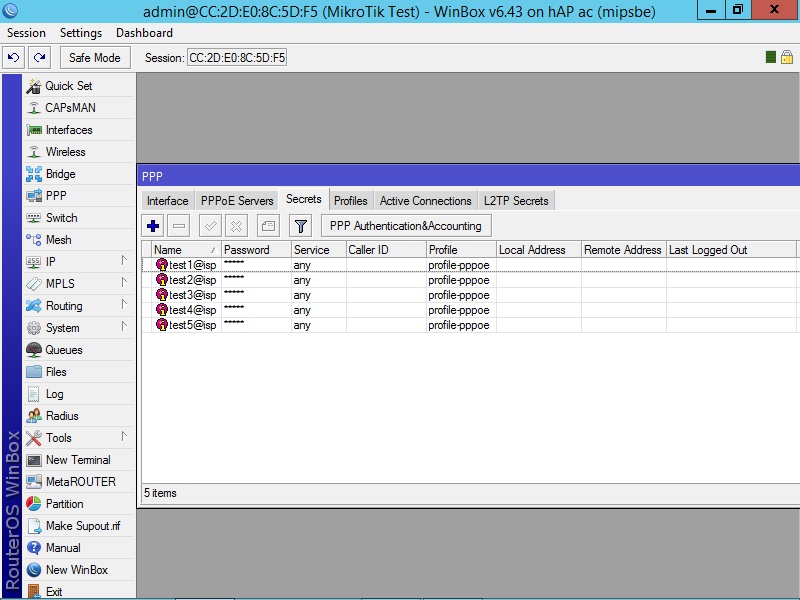 admin@CC:2D:E0:8C:5D:F5 (MikroTik Test) - WinBox v6.43 on hAP ac (mipsbe)
Session Settings Dashboard
Safe Mode Session: CC:2D:E0:8C:5D:F5
Quick Set
CAPsMAN
Interfaces
Wireless
Bridge
PPP
Switch
Mesh
IP
MPLS
Routing
System
Queues
Files
Log
Radius
Tools
New Terminal
MetaROUTER
Partition
Make Supout.rif
Manual
New WinBox
Exit
RouterOS WinBox
PPP
Interface PPPoE Servers Secrets Profiles Active Connections L2TP Secrets
PPP Authentication&Accounting
Name / Password Service Caller ID Profile Local Address Remote Address Last Logged Out
test1@isp ***** any profile-pppoe
test2@isp ***** any profile-pppoe
test3@isp ***** any profile-pppoe
test4@isp ***** any profile-pppoe
test5@isp ***** any profile-pppoe
5 items